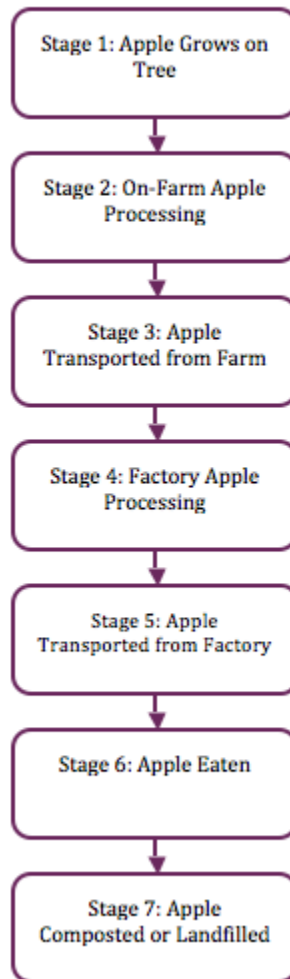 Stage 1: Apple Grows on
Tree
Stage 2: On-Farm Apple
Processing
Stage 3: Apple
Transported from Farm
Stage 4: Factory Apple
Processing
Stage 5: Apple
Transported from Factory
Stage 6: Apple Eaten
Stage 7: Apple
Composted or Landfilled